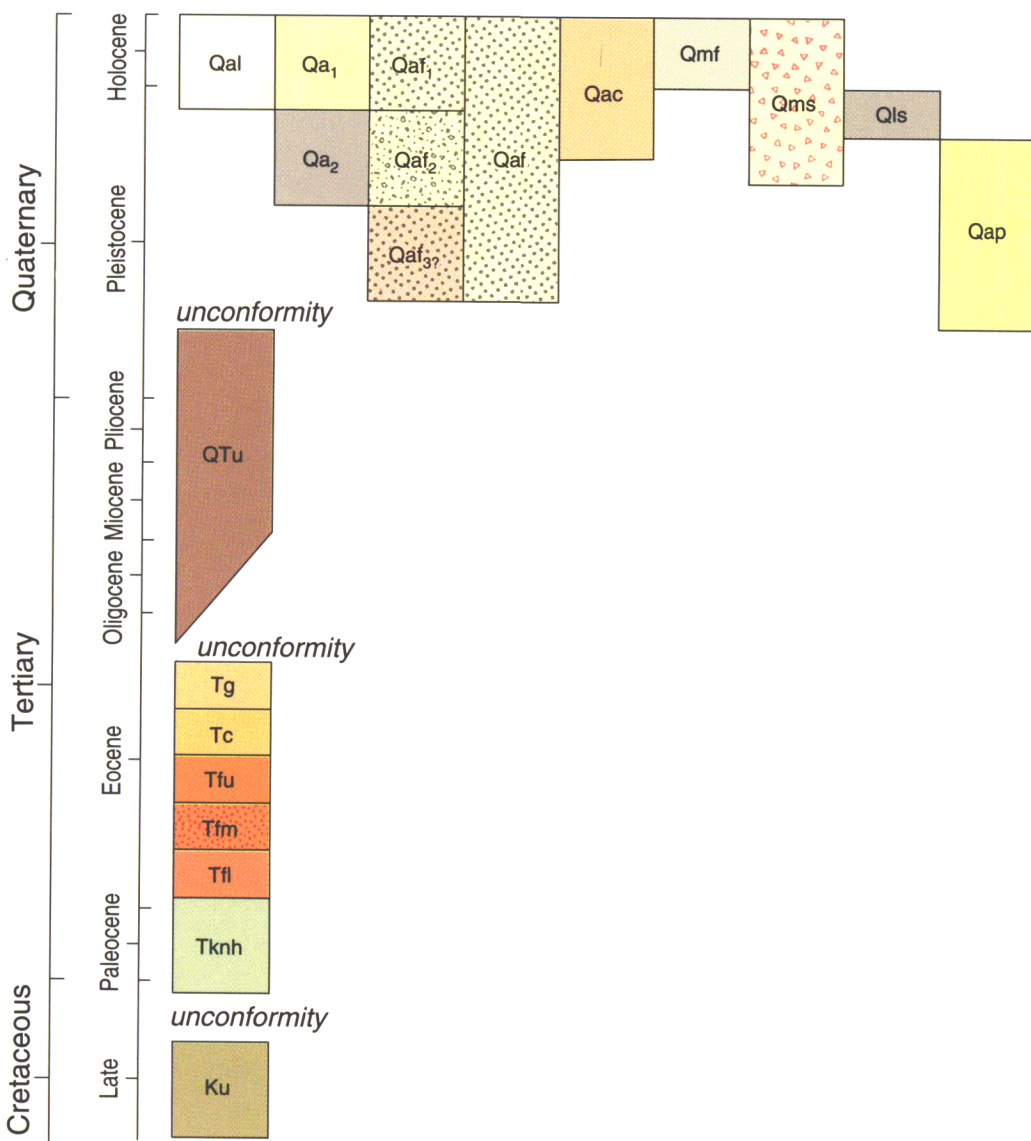 Quaternary
Tertiary
Cretaceous
Holocene
Pleistocene
Pliocene
Miocene
Oligocene
Eocene
Paleocene
Late
Qal
Qa₁
Qaf₁
Qaf
Qac
Qmf
Qms
Qls
Qap
Qa₂
Qaf₂
Qaf₃?
unconformity
QTu
unconformity
Tg
Tc
Tfu
Tfm
Tfl
Tknh
unconformity
Ku